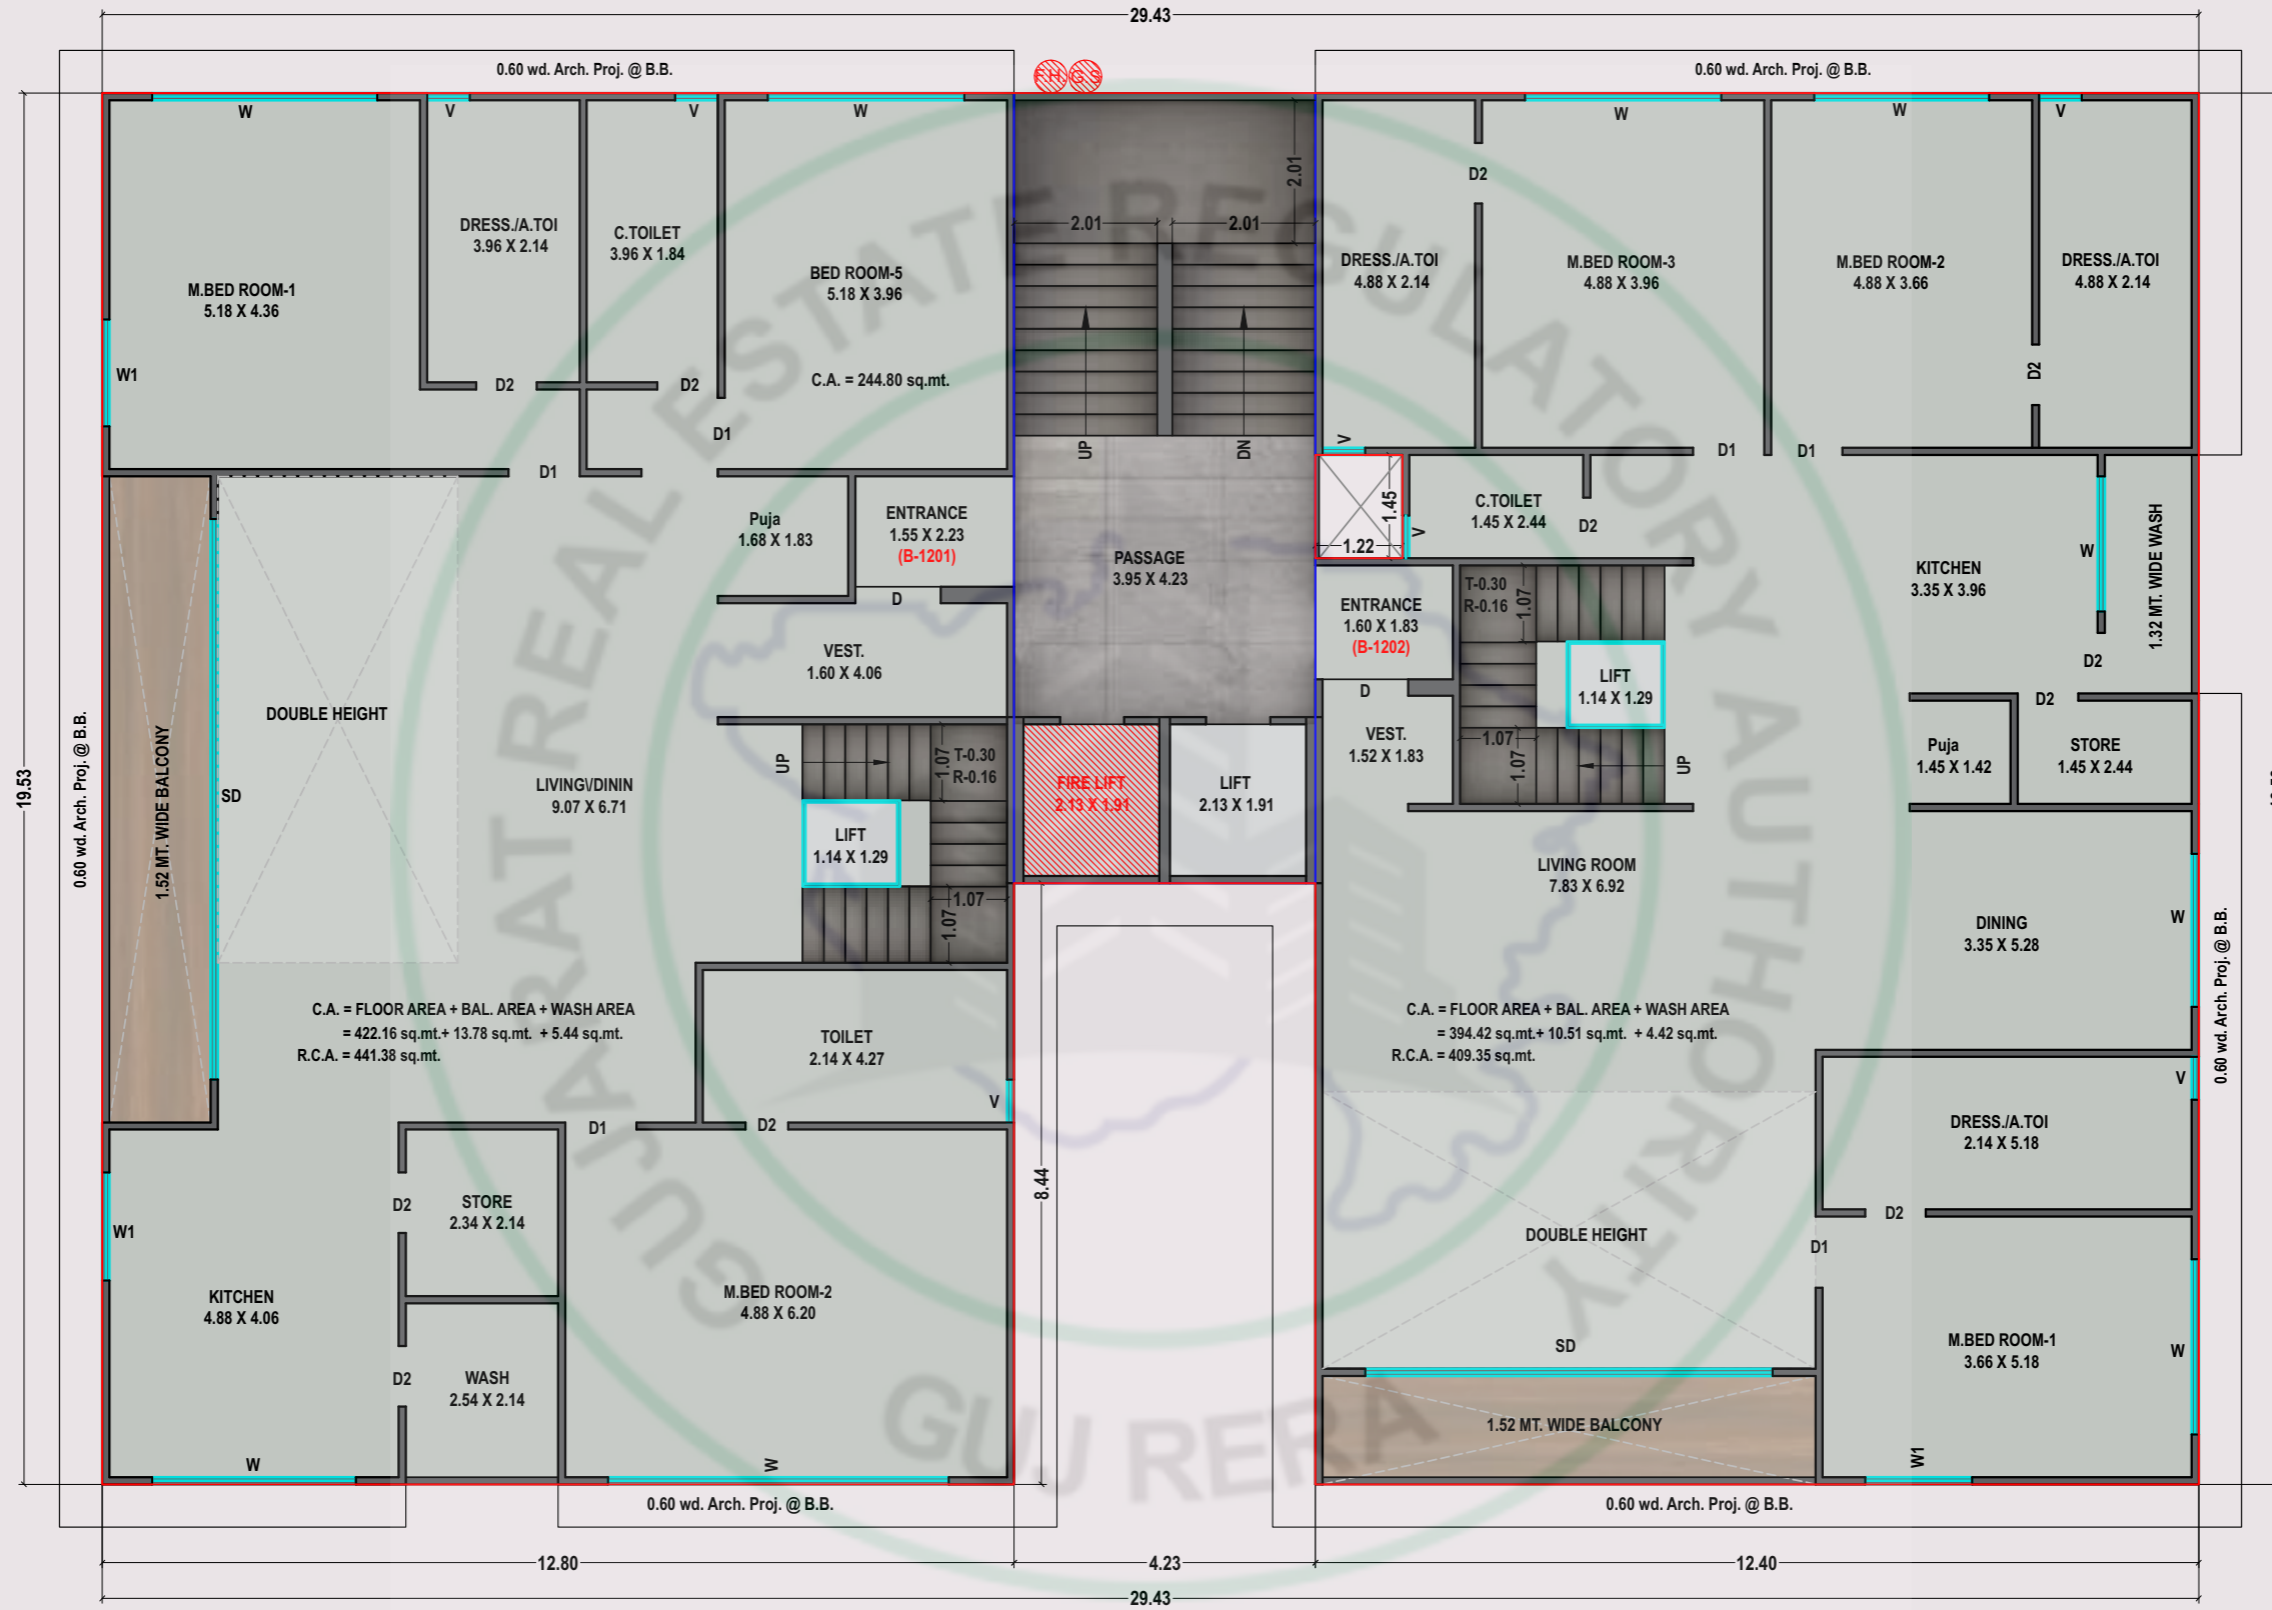 29.43
0.60 wd. Arch. Proj. @ B.B.
F.H. G.S
0.60 wd. Arch. Proj. @ B.B.
W
V
V
W
W
W
V
M.BED ROOM-1
5.18 X 4.36
W1
DRESS./A.TOI
3.96 X 2.14
C.TOILET
3.96 X 1.84
BED ROOM-5
5.18 X 3.96
C.A. = 244.80 sq.mt.
D2
D2
D1
D1
2.01
2.01
2.01
UP
DN
DRESS./A.TOI
4.88 X 2.14
D2
M.BED ROOM-3
4.88 X 3.96
M.BED ROOM-2
4.88 X 3.66
DRESS./A.TOI
4.88 X 2.14
D2
D1
D1
V
1.45
1.22
V
C.TOILET
1.45 X 2.44
D2
Puja
1.68 X 1.83
ENTRANCE
1.55 X 2.23
(B-1201)
D
PASSAGE
3.95 X 4.23
ENTRANCE
1.60 X 1.83
(B-1202)
D
T-0.30
R-0.16
1.07
LIFT
1.14 X 1.29
1.07
1.07
UP
KITCHEN
3.35 X 3.96
W
1.32 MT. WIDE WASH
D2
D2
VEST.
1.60 X 4.06
VEST.
1.52 X 1.83
Puja
1.45 X 1.42
STORE
1.45 X 2.44
19.53
0.60 wd. Arch. Proj. @ B.B.
1.52 MT. WIDE BALCONY
DOUBLE HEIGHT
SD
LIVING\/DININ
9.07 X 6.71
UP
1.07
T-0.30
R-0.16
LIFT
1.14 X 1.29
1.07
1.07
FIRE LIFT
2.13 X 1.91
LIFT
2.13 X 1.91
LIVING ROOM
7.83 X 6.92
DINING
3.35 X 5.28
W
0.60 wd. Arch. Proj. @ B.B.
C.A. = FLOOR AREA + BAL. AREA + WASH AREA
= 422.16 sq.mt.+ 13.78 sq.mt. + 5.44 sq.mt.
R.C.A. = 441.38 sq.mt.
TOILET
2.14 X 4.27
V
D1
D2
C.A. = FLOOR AREA + BAL. AREA + WASH AREA
= 394.42 sq.mt.+ 10.51 sq.mt. + 4.42 sq.mt.
R.C.A. = 409.35 sq.mt.
V
DRESS./A.TOI
2.14 X 5.18
D2
D1
8.44
W1
D2
STORE
2.34 X 2.14
KITCHEN
4.88 X 4.06
D2
WASH
2.54 X 2.14
M.BED ROOM-2
4.88 X 6.20
W
W
DOUBLE HEIGHT
SD
1.52 MT. WIDE BALCONY
M.BED ROOM-1
3.66 X 5.18
W
W1
0.60 wd. Arch. Proj. @ B.B.
0.60 wd. Arch. Proj. @ B.B.
12.80
4.23
12.40
29.43
GUJARAT REAL ESTATE REGULATORY AUTHORITY
GUJ RERA